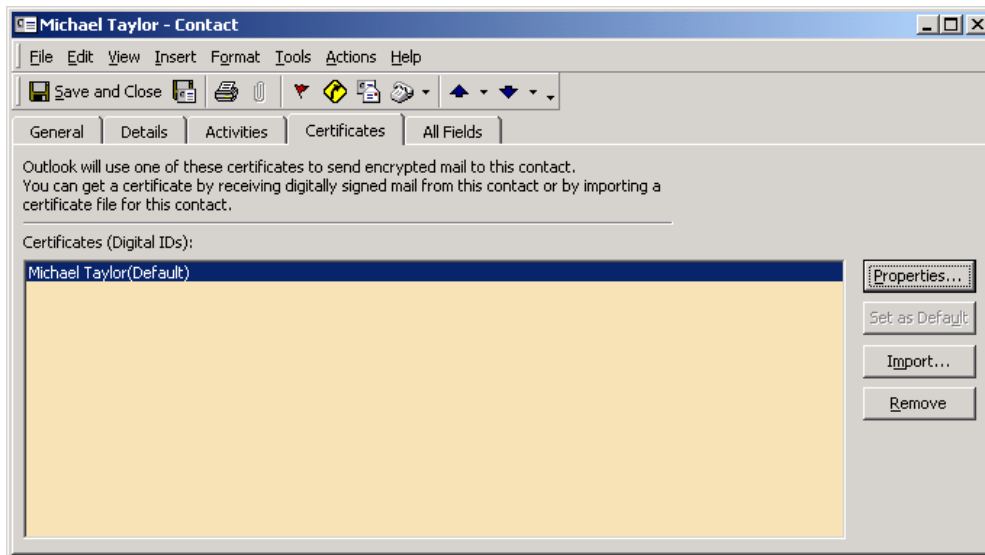 Michael Taylor - Contact
File Edit View Insert Format Tools Actions Help
Save and Close
General Details Activities Certificates All Fields
Outlook will use one of these certificates to send encrypted mail to this contact.
You can get a certificate by receiving digitally signed mail from this contact or by importing a
certificate file for this contact.
Certificates (Digital IDs):
Michael Taylor(Default)
Properties...
Set as Default
Import...
Remove